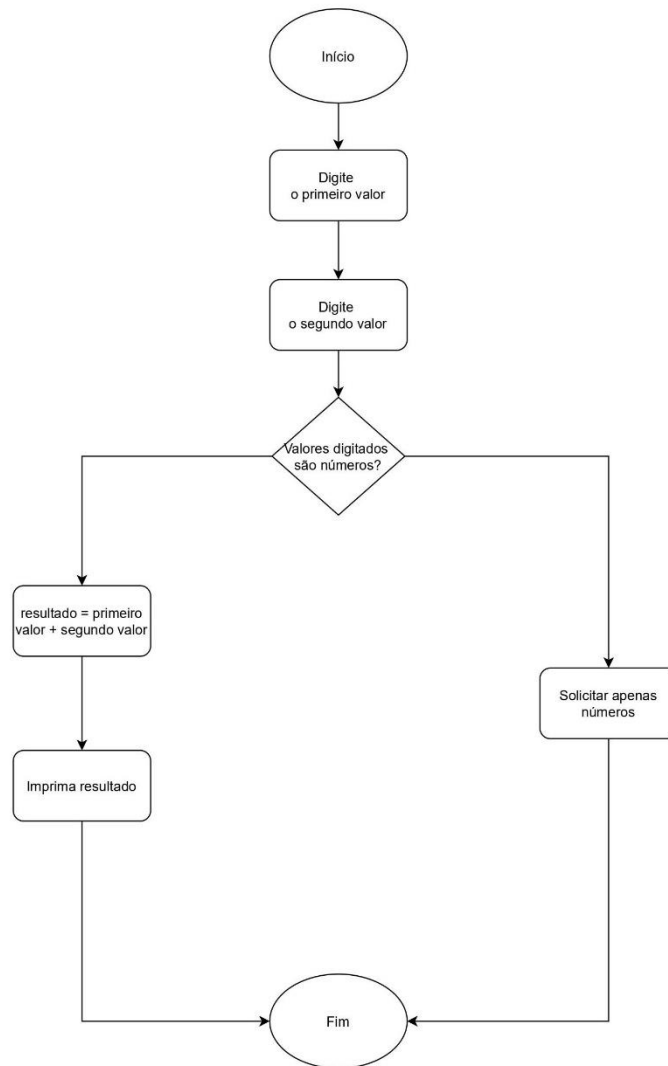 Início
Digite
o primeiro valor
Digite
o segundo valor
Valores digitados
são números?
resultado = primeiro
valor + segundo valor
Solicitar apenas
números
Imprima resultado
Fim